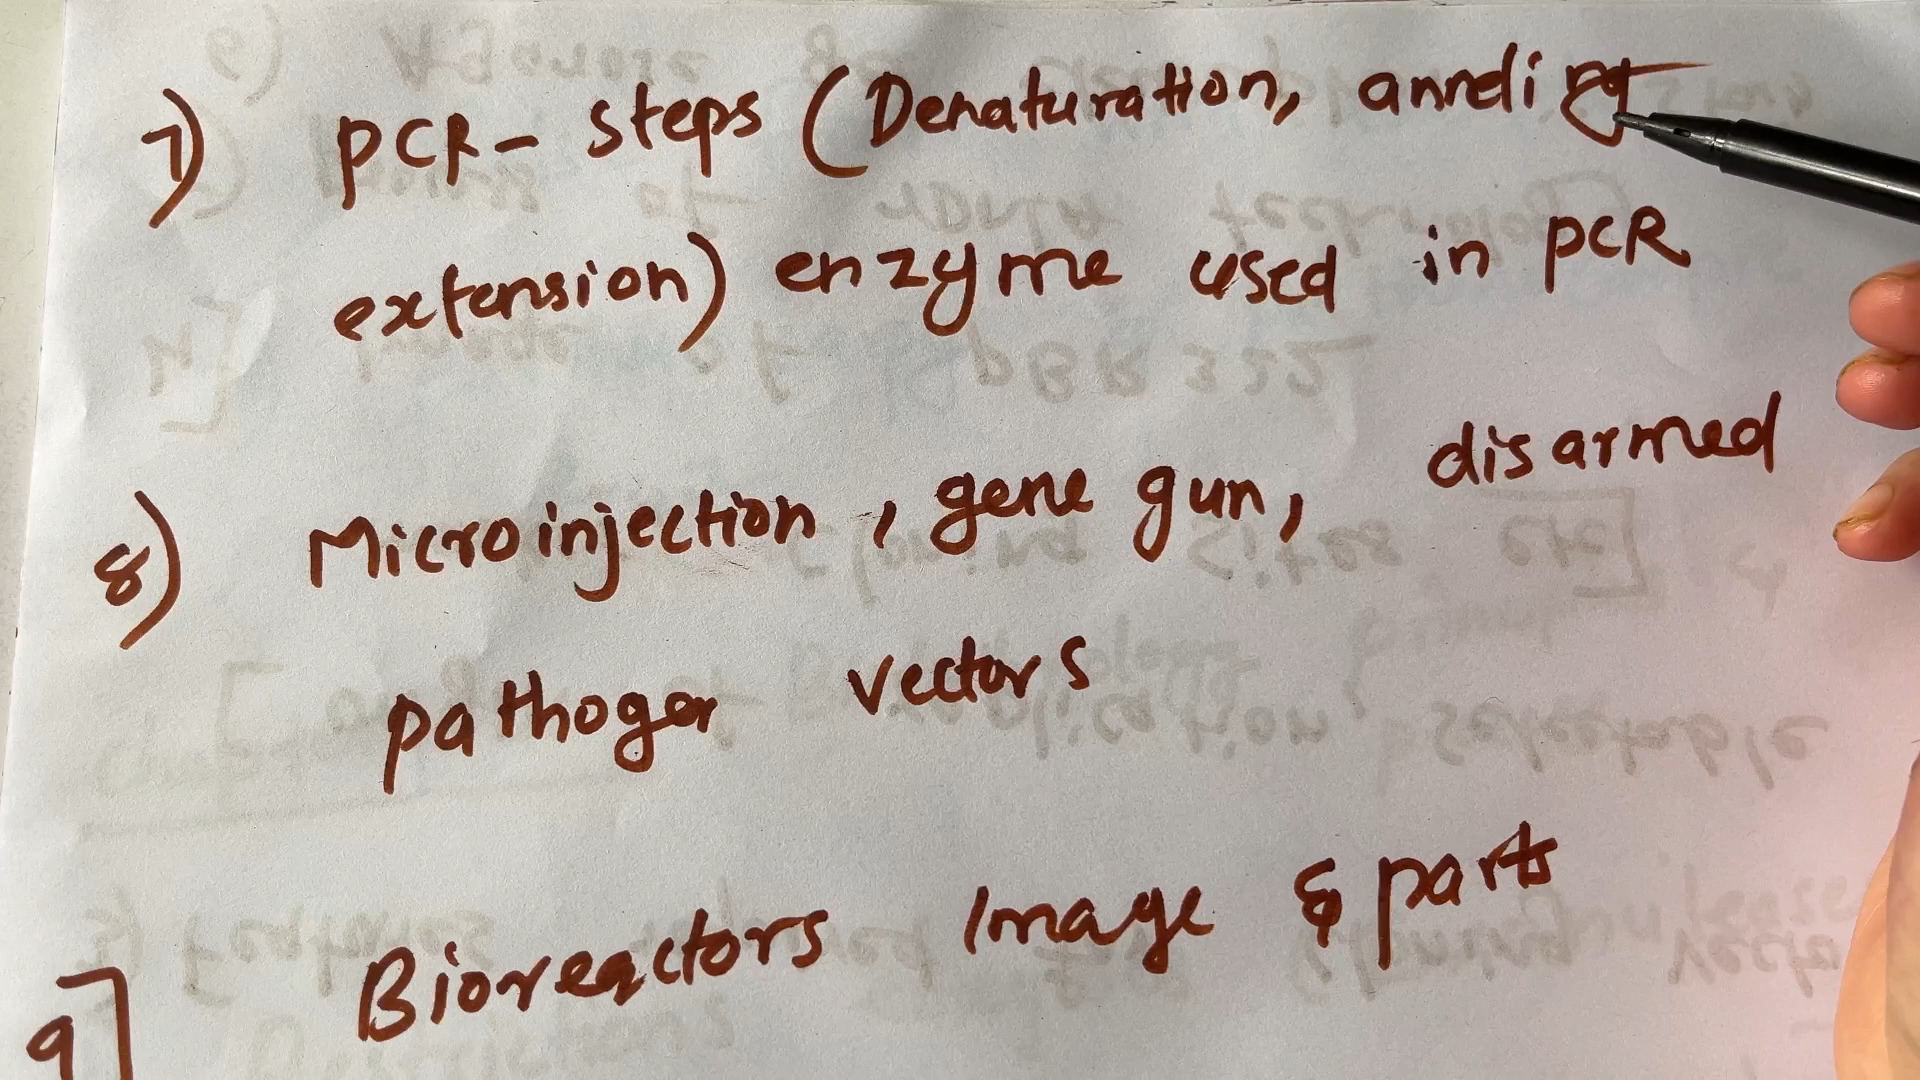 7) PCR- steps (Denaturation, anneling
extension) enzyme used in PCR
8) Microinjection, gene gun, disarmed
pathogen vectors
9] Bioreactors Image & parts